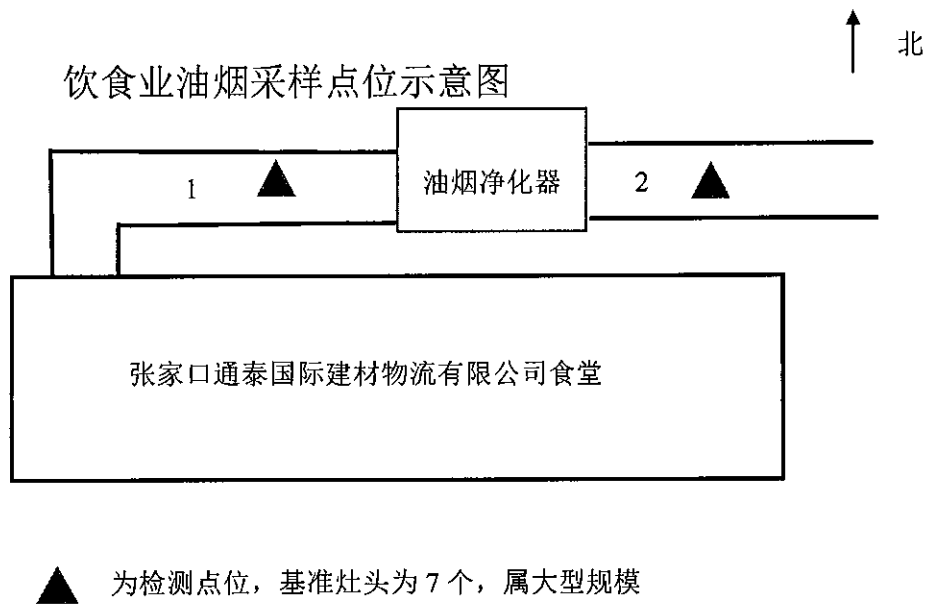 北
饮食业油烟采样点位示意图
1
油烟净化器
2
张家口通泰国际建材物流有限公司食堂
为检测点位，基准灶头为 7 个，属大型规模